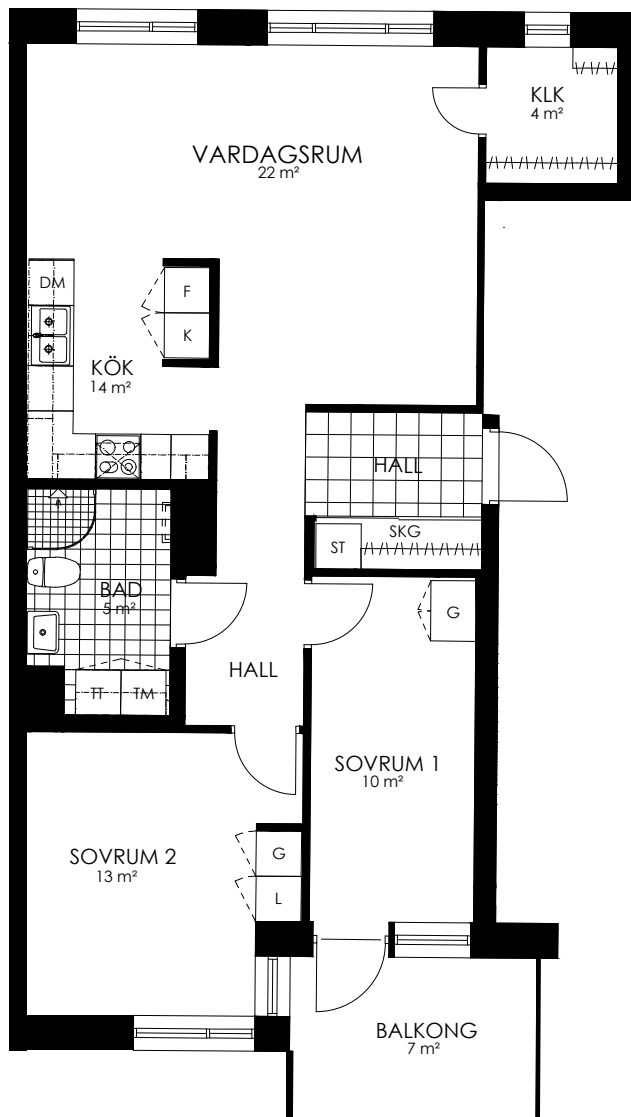 KLK
4 m²
VARDAGSRUM
22 m²
DM
F
K
KÖK
14 m²
HALL
SKG
ST
BAD
5 m²
G
HALL
TT
TM
SOVRUM 1
10 m²
SOVRUM 2
13 m²
G
L
BALKONG
7 m²